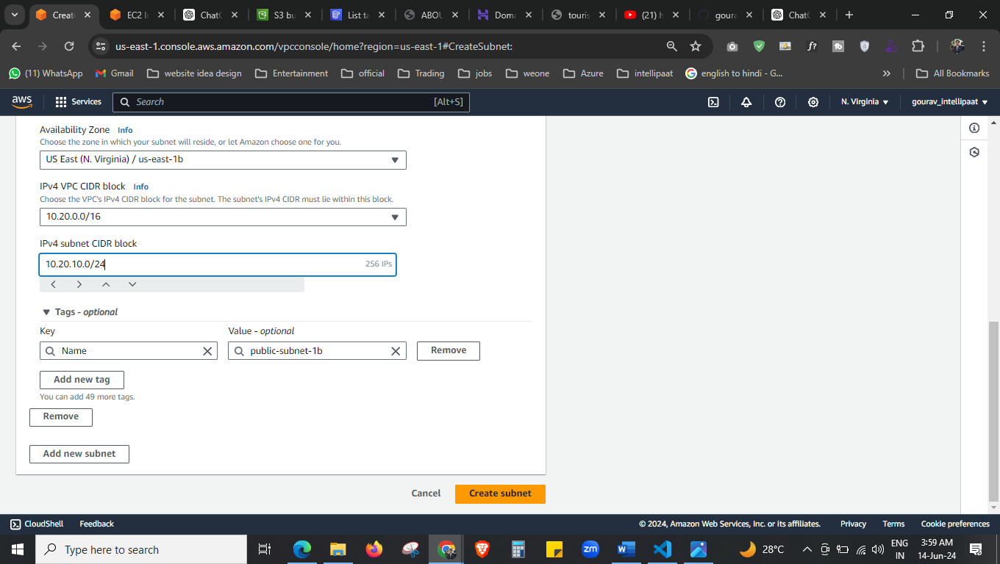 Create
EC2 In
ChatG
S3 bu
List ta
ABOU
Doma
touris
(21) h
goura
ChatG
us-east-1.console.aws.amazon.com/vpcconsole/home?region=us-east-1#CreateSubnet:
(11) WhatsApp
Gmail
website idea design
Entertainment
official
Trading
jobs
weone
Azure
intellipaat
english to hindi - G...
All Bookmarks
aws
Services
Search
[Alt+S]
N. Virginia
gourav_intellipaat
Availability Zone Info
Choose the zone in which your subnet will reside, or let Amazon choose one for you.
US East (N. Virginia) / us-east-1b
IPv4 VPC CIDR block Info
Choose the VPC's IPv4 CIDR block for the subnet. The subnet's IPv4 CIDR must lie within this block.
10.20.0.0/16
IPv4 subnet CIDR block
10.20.10.0/24 256 IPs
Tags - optional
Key Value - optional
Name public-subnet-1b Remove
Add new tag
You can add 49 more tags.
Remove
Add new subnet
Cancel Create subnet
CloudShell Feedback © 2024, Amazon Web Services, Inc. or its affiliates. Privacy Terms Cookie preferences
Type here to search
zm
28°C
ENG
IN
3:59 AM
14-Jun-24